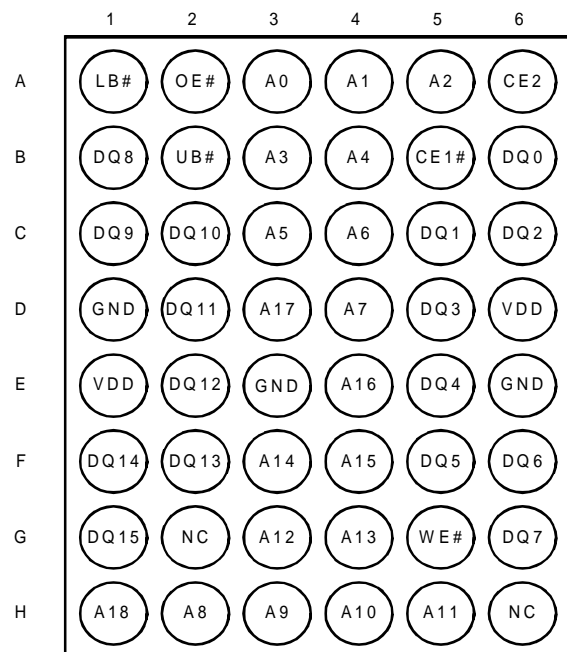 1 2 3 4 5 6
A LB# OE# A0 A1 A2 CE2
B DQ8 UB# A3 A4 CE1# DQ0
C DQ9 DQ10 A5 A6 DQ1 DQ2
D GND DQ11 A17 A7 DQ3 VDD
E VDD DQ12 GND A16 DQ4 GND
F DQ14 DQ13 A14 A15 DQ5 DQ6
G DQ15 NC A12 A13 WE# DQ7
H A18 A8 A9 A10 A11 NC